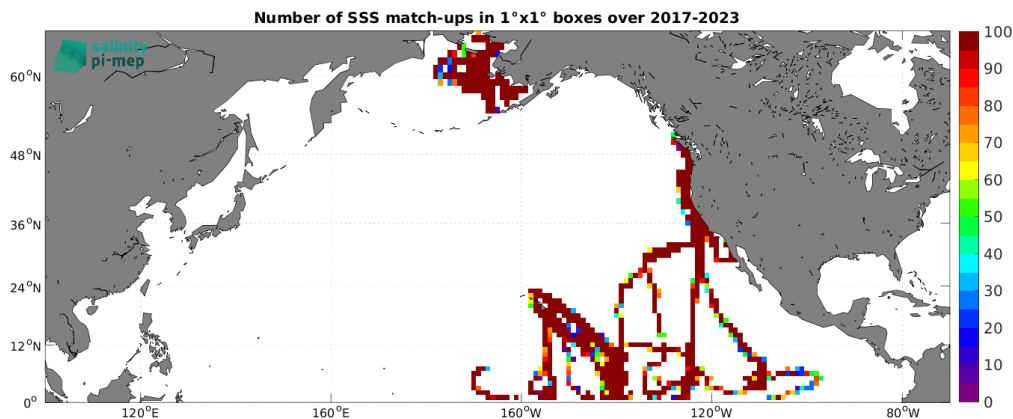 Number of SSS match-ups in 1°x1° boxes over 2017-2023
salinity
pi-mep
60°N
48°N
36°N
24°N
12°N
0°
120°E
160°E
160°W
120°W
80°W
100
90
80
70
60
50
40
30
20
10
0